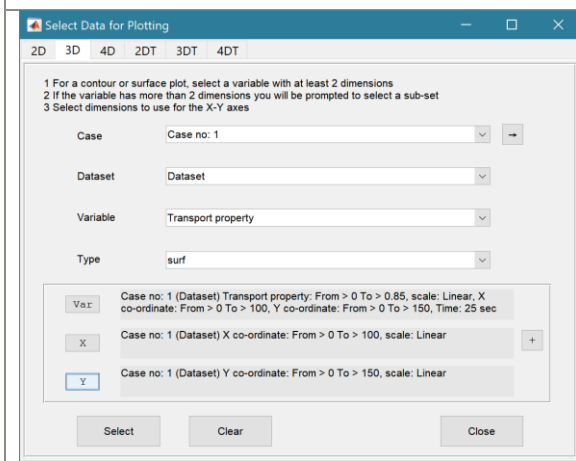 Select Data for Plotting
2D 3D 4D 2DT 3DT 4DT
1 For a contour or surface plot, select a variable with at least 2 dimensions
2 If the variable has more than 2 dimensions you will be prompted to select a sub-set
3 Select dimensions to use for the X-Y axes
Case Case no: 1 →
Dataset Dataset
Variable Transport property
Type surf
Var Case no: 1 (Dataset) Transport property: From > 0 To > 0.85, scale: Linear, X
co-ordinate: From > 0 To > 100, Y co-ordinate: From > 0 To > 150, Time: 25 sec
X Case no: 1 (Dataset) X co-ordinate: From > 0 To > 100, scale: Linear +
Y Case no: 1 (Dataset) Y co-ordinate: From > 0 To > 150, scale: Linear
Select Clear Close